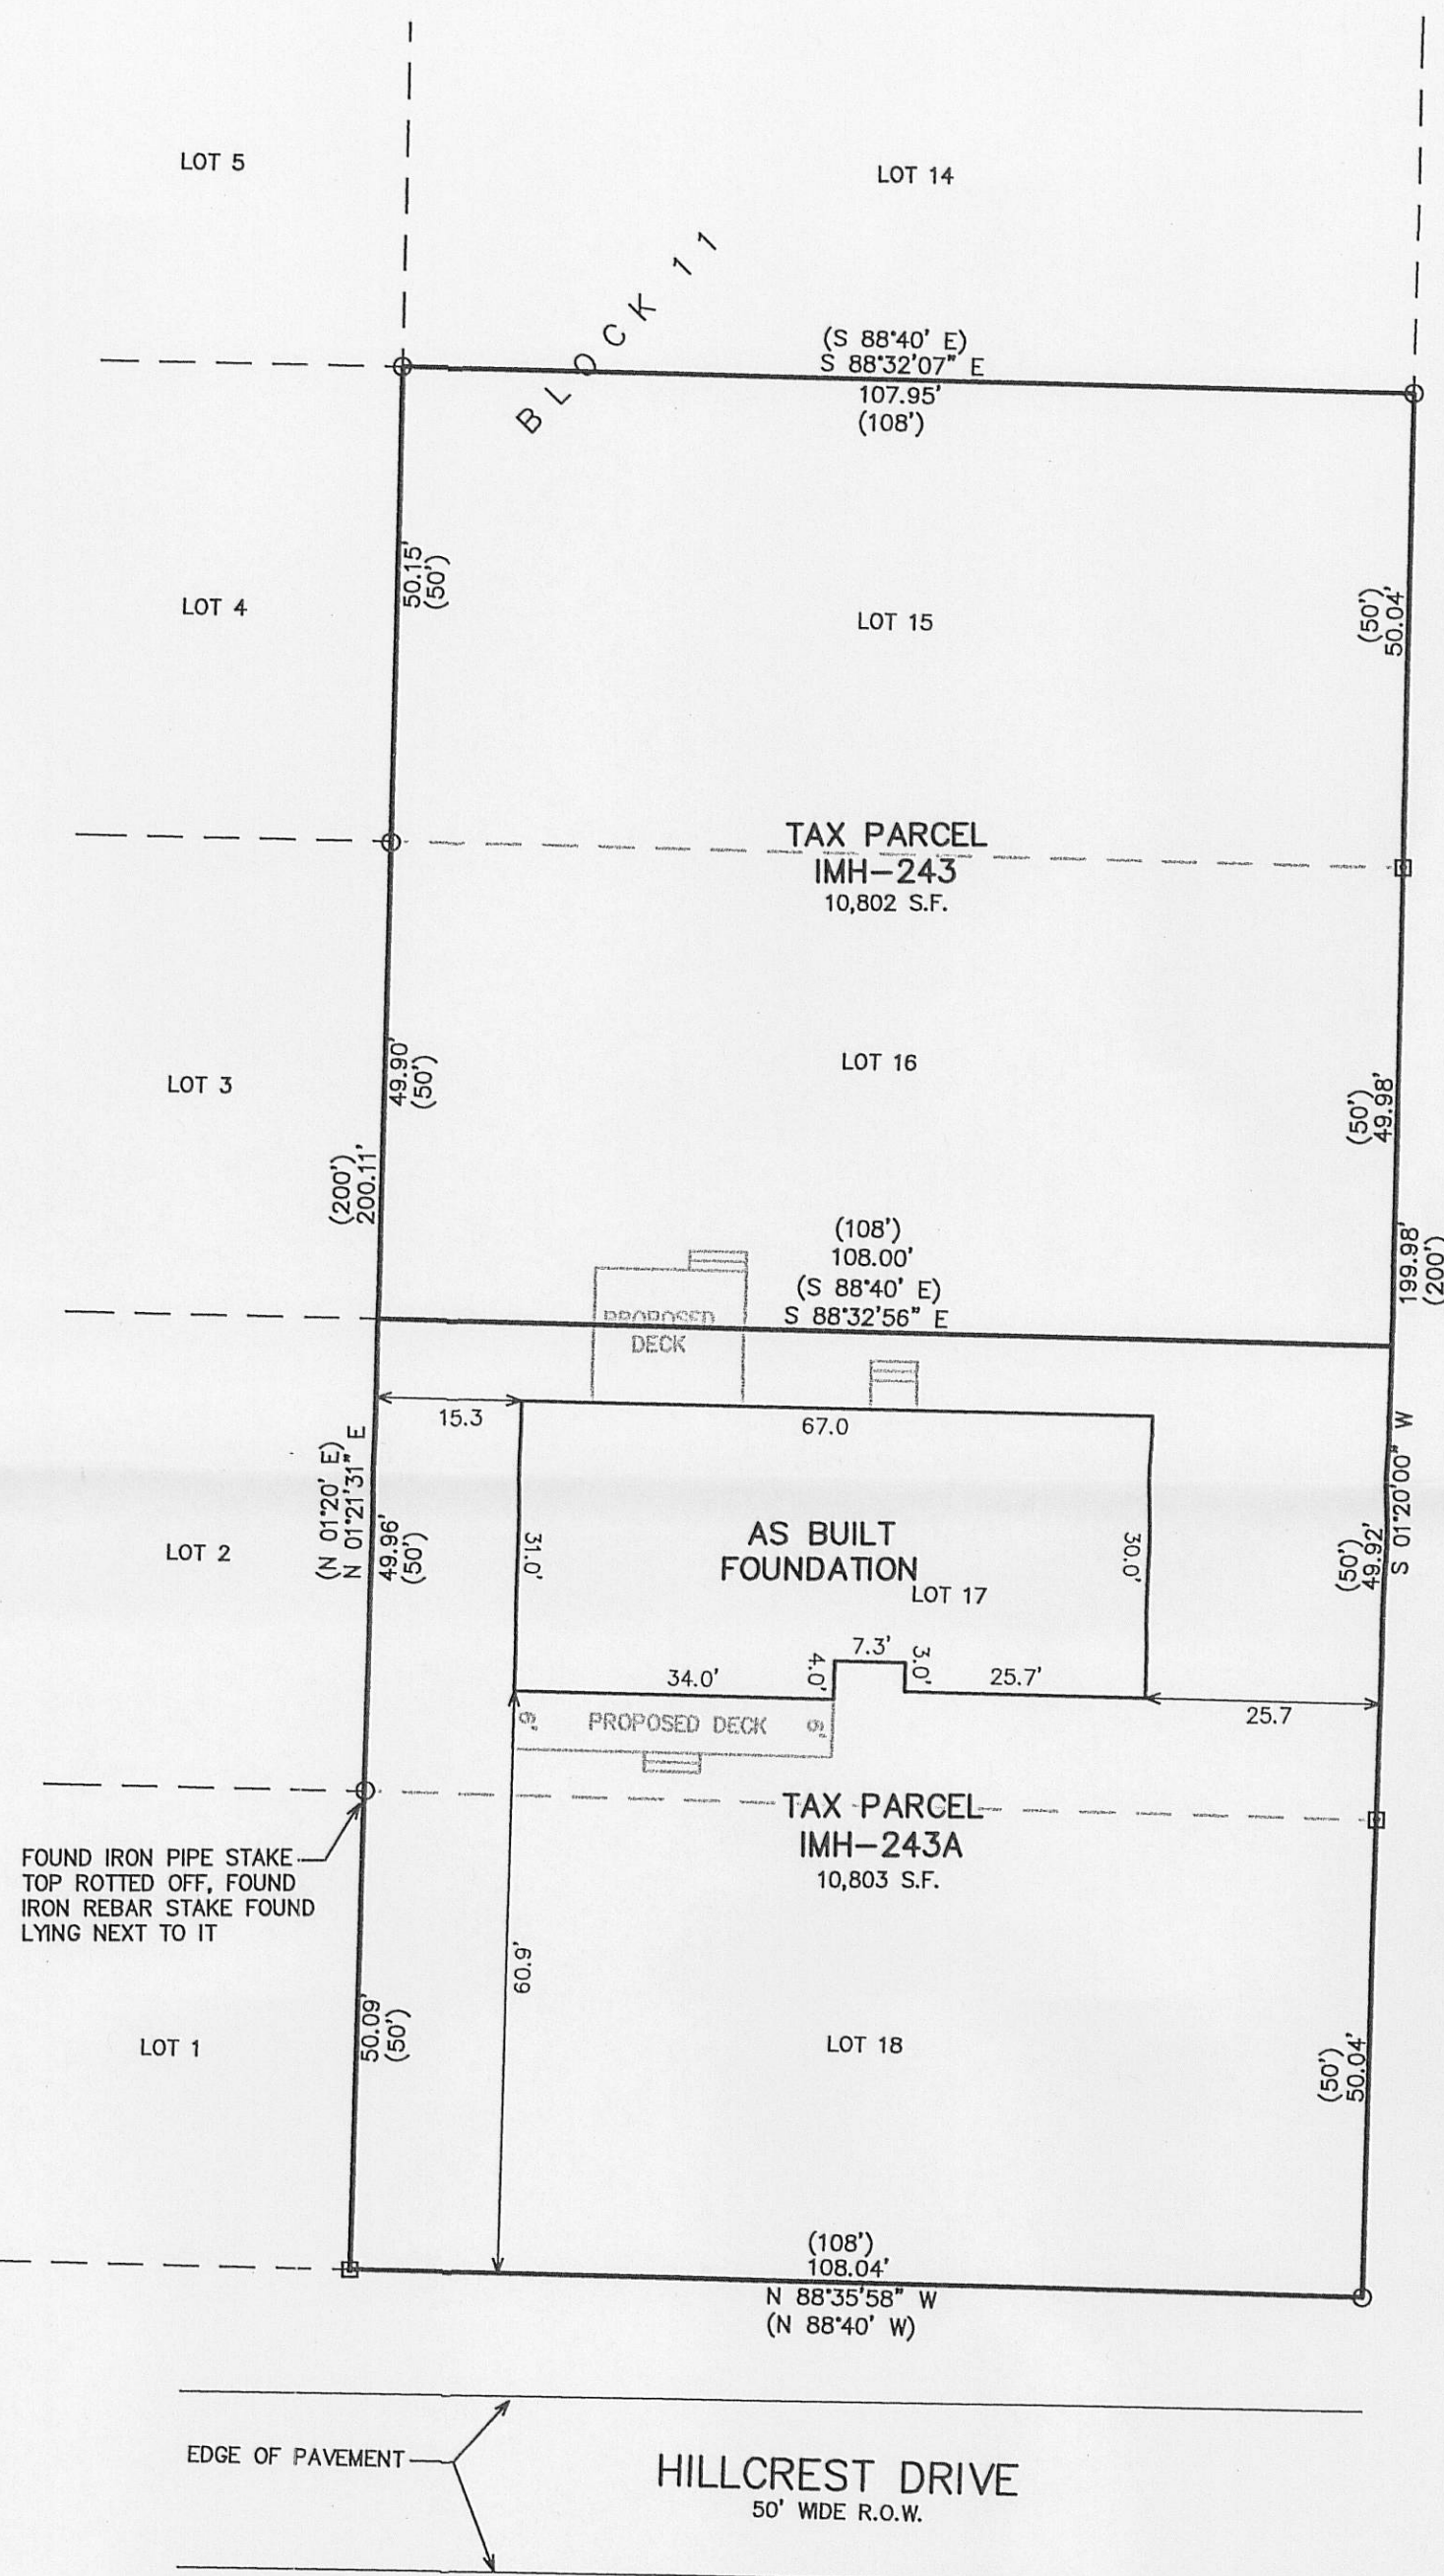 LOT 5
LOT 14
BLOCK 11
(S 88°40' E)
S 88°32'07" E
107.95'
(108')
50.15'
(50')
(50')
50.04'
LOT 4
LOT 15
TAX PARCEL
IMH-243
10,802 S.F.
49.90'
(50')
LOT 3
LOT 16
(50')
49.98'
(200')
200.11'
199.98'
(200')
(108')
108.00'
(S 88°40' E)
S 88°32'56" E
PROPOSED
DECK
15.3
67.0
(N 01°20' E)
N 01°21'31" E
49.96'
(50')
S 01°20'00" W
(50')
49.92'
31.0'
30.0'
AS BUILT
FOUNDATION
LOT 2
LOT 17
7.3'
4.0'
3.0'
34.0'
25.7'
25.7
6'
PROPOSED DECK
6'
TAX PARCEL
IMH-243A
10,803 S.F.
FOUND IRON PIPE STAKE
TOP ROTTED OFF, FOUND
IRON REBAR STAKE FOUND
LYING NEXT TO IT
60.9'
50.09'
(50')
LOT 1
LOT 18
(50')
50.04'
(108')
108.04'
N 88°35'58" W
(N 88°40' W)
EDGE OF PAVEMENT
HILLCREST DRIVE
50' WIDE R.O.W.